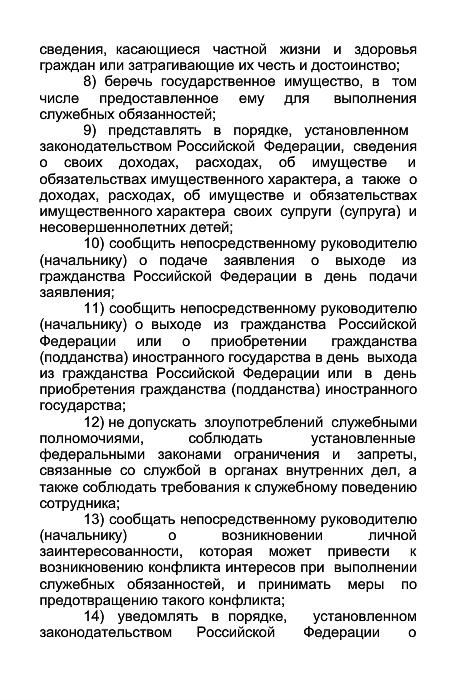 сведения, касающиеся частной жизни и здоровья
граждан или затрагивающие их честь и достоинство;
8) беречь государственное имущество, в том
числе предоставленное ему для выполнения
служебных обязанностей;
9) представлять в порядке, установленном
законодательством Российской Федерации, сведения
о своих доходах, расходах, об имуществе и
обязательствах имущественного характера, а также о
доходах, расходах, об имуществе и обязательствах
имущественного характера своих супруги (супруга) и
несовершеннолетних детей;
10) сообщить непосредственному руководителю
(начальнику) о подаче заявления о выходе из
гражданства Российской Федерации в день подачи
заявления;
11) сообщить непосредственному руководителю
(начальнику) о выходе из гражданства Российской
Федерации или о приобретении гражданства
(подданства) иностранного государства в день выхода
из гражданства Российской Федерации или в день
приобретения гражданства (подданства) иностранного
государства;
12) не допускать злоупотреблений служебными
полномочиями, соблюдать установленные
федеральными законами ограничения и запреты,
связанные со службой в органах внутренних дел, а
также соблюдать требования к служебному поведению
сотрудника;
13) сообщать непосредственному руководителю
(начальнику) о возникновении личной
заинтересованности, которая может привести к
возникновению конфликта интересов при выполнении
служебных обязанностей, и принимать меры по
предотвращению такого конфликта;
14) уведомлять в порядке, установленном
законодательством Российской Федерации о